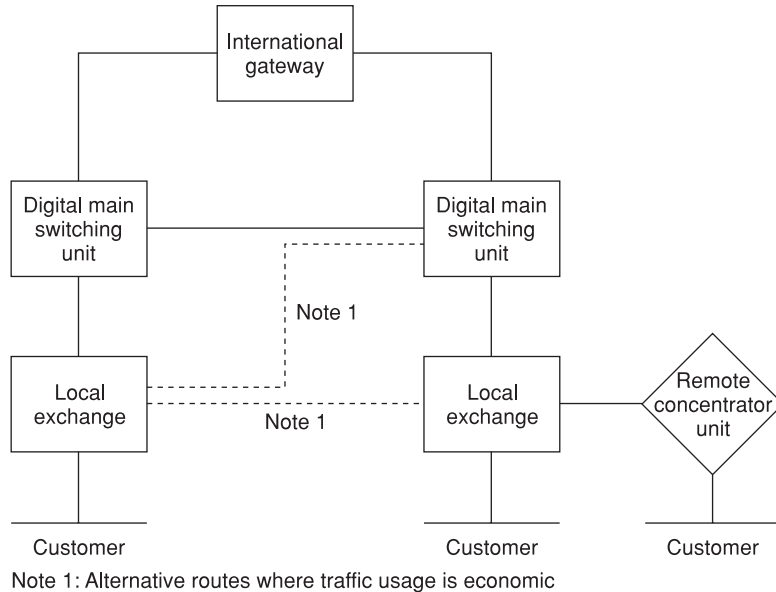 International
gateway
Digital main
switching
unit
Digital main
switching
unit
Note 1
Local
exchange
Note 1
Local
exchange
Remote
concentrator
unit
Customer
Customer
Customer
Note 1: Alternative routes where traffic usage is economic